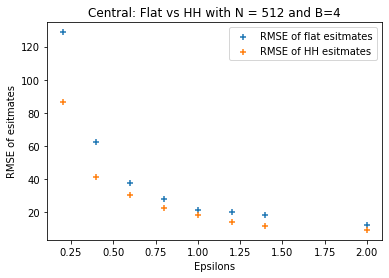 Central: Flat vs HH with N = 512 and B=4
RMSE of flat esitmates
RMSE of HH esitmates
RMSE of esitmates
120
100
80
60
40
20
0.25 0.50 0.75 1.00 1.25 1.50 1.75 2.00
Epsilons